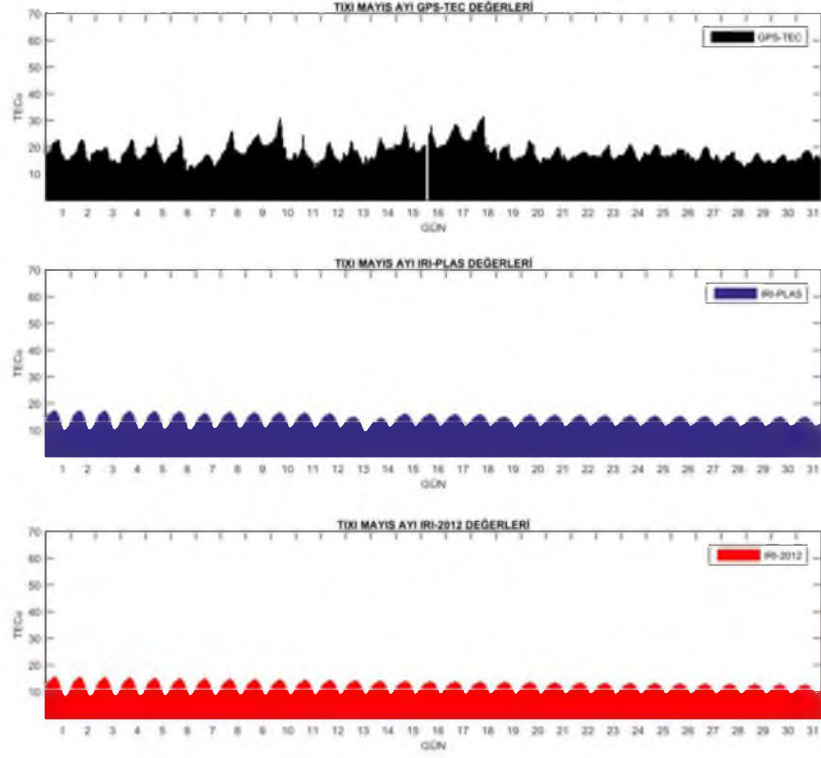 TIXI MAYIS AYI GPS-TEC DEĞERLERİ
70
60
50
40
30
20
10
TECu
GPS-TEC
1 2 3 4 5 6 7 8 9 10 11 12 13 14 15 16 17 18 19 20 21 22 23 24 25 26 27 28 29 30 31
GÜN
TIXI MAYIS AYI IRI-PLAS DEĞERLERİ
70
60
50
40
30
20
10
TECu
IRI-PLAS
1 2 3 4 5 6 7 8 9 10 11 12 13 14 15 16 17 18 19 20 21 22 23 24 25 26 27 28 29 30 31
GÜN
TIXI MAYIS AYI IRI-2012 DEĞERLERİ
70
60
50
40
30
20
10
TECu
IRI-2012
1 2 3 4 5 6 7 8 9 10 11 12 13 14 15 16 17 18 19 20 21 22 23 24 25 26 27 28 29 30 31
GÜN